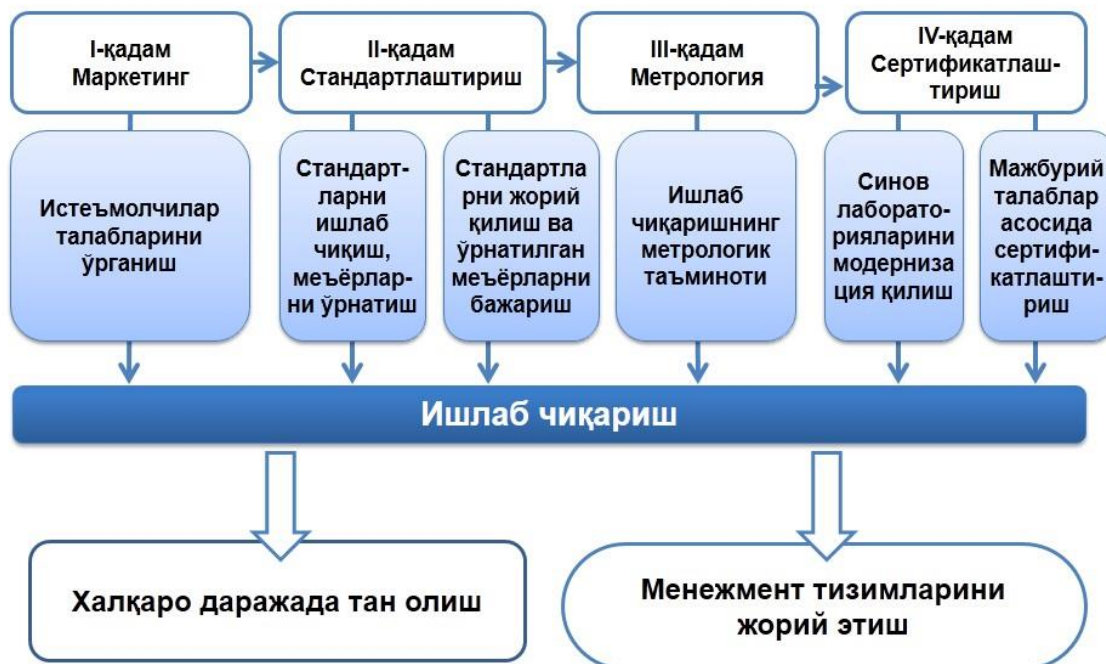 I-қадам
Маркетинг
II-қадам
Стандартлаштириш
III-қадам
Метрология
IV-қадам
Сертификатлаш-
тириш
Истеъмолчилар
талабларини
ўрганиш
Стандарт-
ларни
ишлаб
чиқиш,
меъёрлар-
ни ўрнатиш
Стандартла
рни жорий
қилиш ва
ўрнатилган
меъёрларни
бажариш
Ишлаб
чиқаришнинг
метрологик
таъминоти
Синов
лаборато-
рияларини
модерниза
ция қилиш
Мажбурий
талаблар
асосида
сертифи-
катлашти-
риш
Ишлаб чиқариш
Халқаро даражада тан олиш
Менежмент тизимларини
жорий этиш